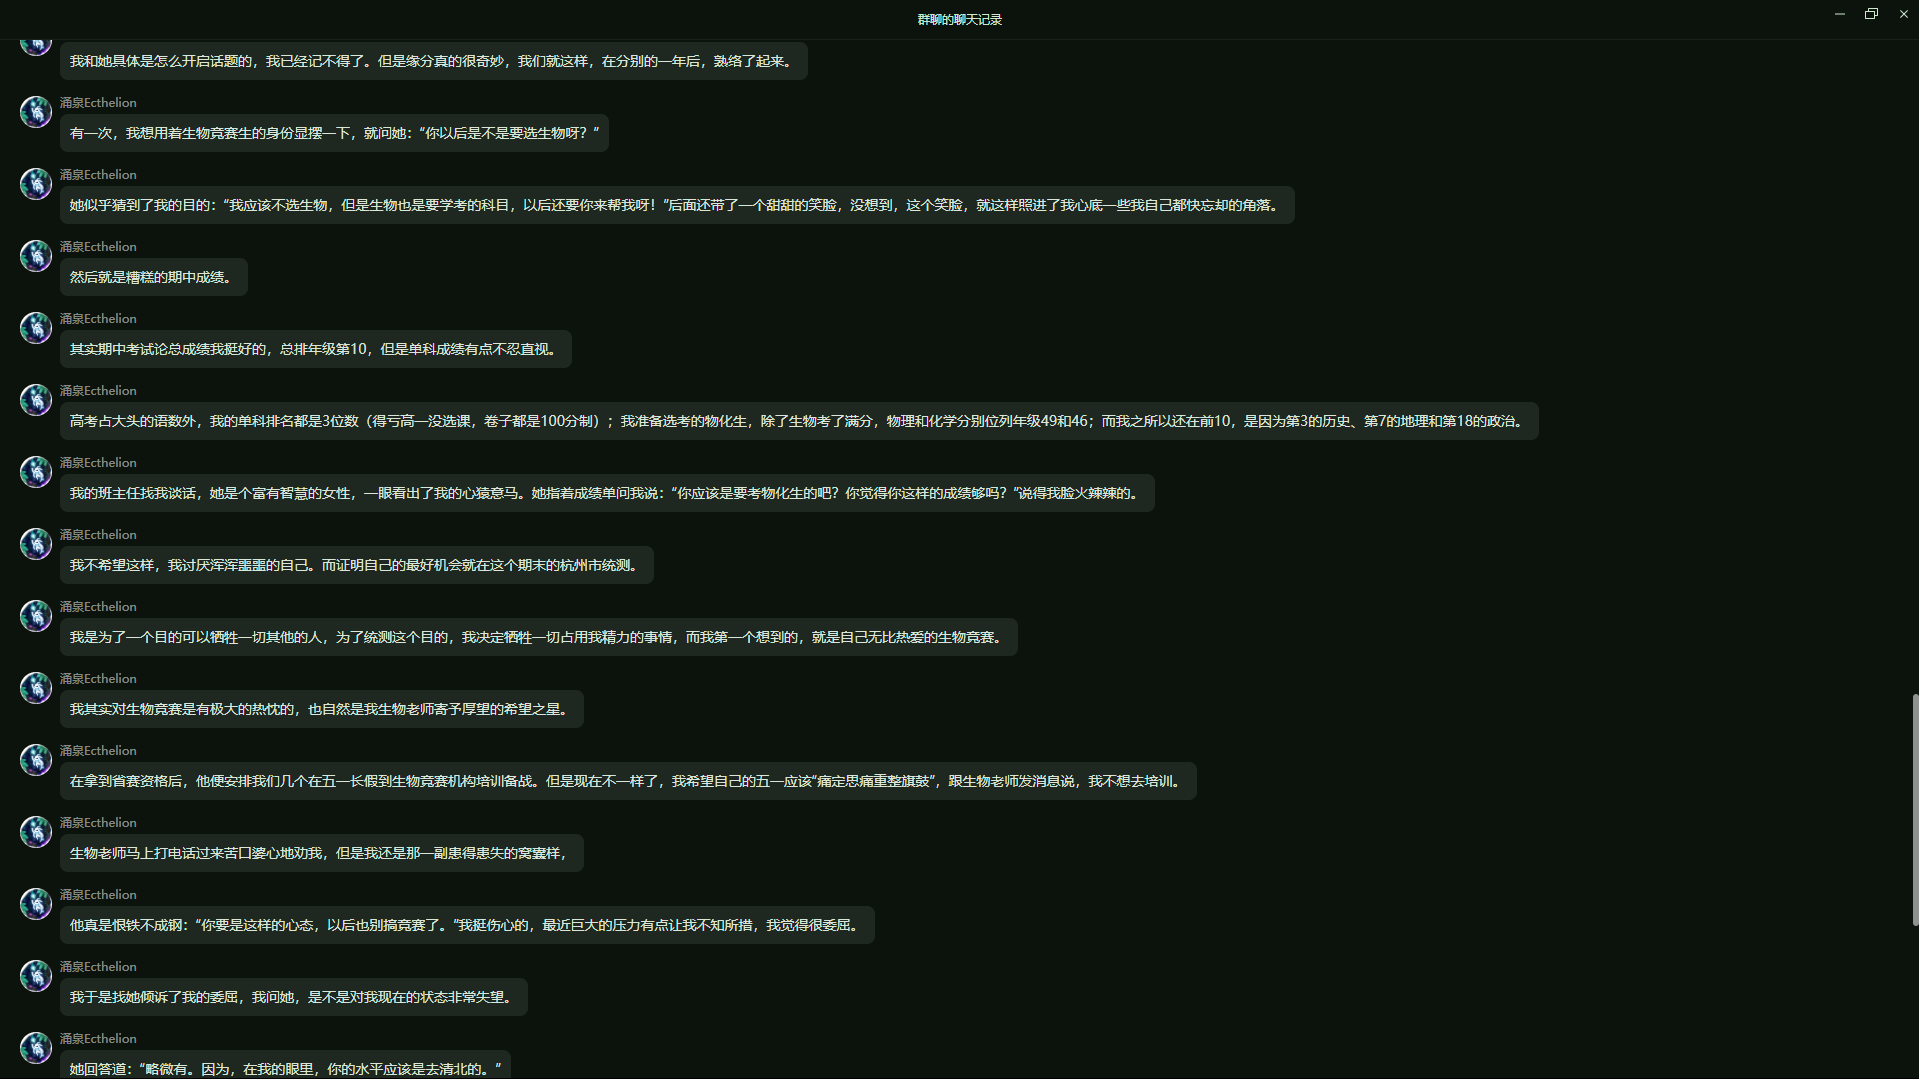 群聊的聊天记录
我和她具体是怎么开启话题的，我已经记不得了。但是缘分真的很奇妙，我们就这样，在分别的一年后，熟络了起来。
涌泉Ecthelion
有一次，我想用着生物竞赛生的身份显摆一下，就问她：“你以后是不是要选生物呀？”
涌泉Ecthelion
她似乎猜到了我的目的：“我应该不选生物，但是生物也是要学考的科目，以后还要你来帮我呀！”后面还带了一个甜甜的笑脸，没想到，这个笑脸，就这样照进了我心底一些我自己都快忘却的角落。
涌泉Ecthelion
然后就是糟糕的期中成绩。
涌泉Ecthelion
其实期中考试论总成绩我挺好的，总排年级第10，但是单科成绩有点不忍直视。
涌泉Ecthelion
高考占大头的语数外，我的单科排名都是3位数（得亏高一没选课，卷子都是100分制）；我准备选考的物化生，除了生物考了满分，物理和化学分别位列年级49和46；而我之所以还在前10，是因为第3的历史、第7的地理和第18的政治。
涌泉Ecthelion
我的班主任找我谈话，她是个富有智慧的女性，一眼看出了我的心猿意马。她指着成绩单问我说：“你应该是要考物化生的吧？你觉得你这样的成绩够吗？”说得我脸火辣辣的。
涌泉Ecthelion
我不希望这样，我讨厌浑浑噩噩的自己。而证明自己的最好机会就在这个期末的杭州市统测。
涌泉Ecthelion
我是为了一个目的可以牺牲一切其他的人，为了统测这个目的，我决定牺牲一切占用我精力的事情，而我第一个想到的，就是自己无比热爱的生物竞赛。
涌泉Ecthelion
我其实对生物竞赛是有极大的热忱的，也自然是我生物老师寄予厚望的希望之星。
涌泉Ecthelion
在拿到省赛资格后，他便安排我们几个在五一长假到生物竞赛机构培训备战。但是现在不一样了，我希望自己的五一应该“痛定思痛重整旗鼓”，跟生物老师发消息说，我不想去培训。
涌泉Ecthelion
生物老师马上打电话过来苦口婆心地劝我，但是我还是那一副患得患失的窝囊样，
涌泉Ecthelion
他真是恨铁不成钢：“你要是这样的心态，以后也别搞竞赛了。”我挺伤心的，最近巨大的压力有点让我不知所措，我觉得很委屈。
涌泉Ecthelion
我于是找她倾诉了我的委屈，我问她，是不是对我现在的状态非常失望。
涌泉Ecthelion
她回答道：“略微有。因为，在我的眼里，你的水平应该是去清北的。”